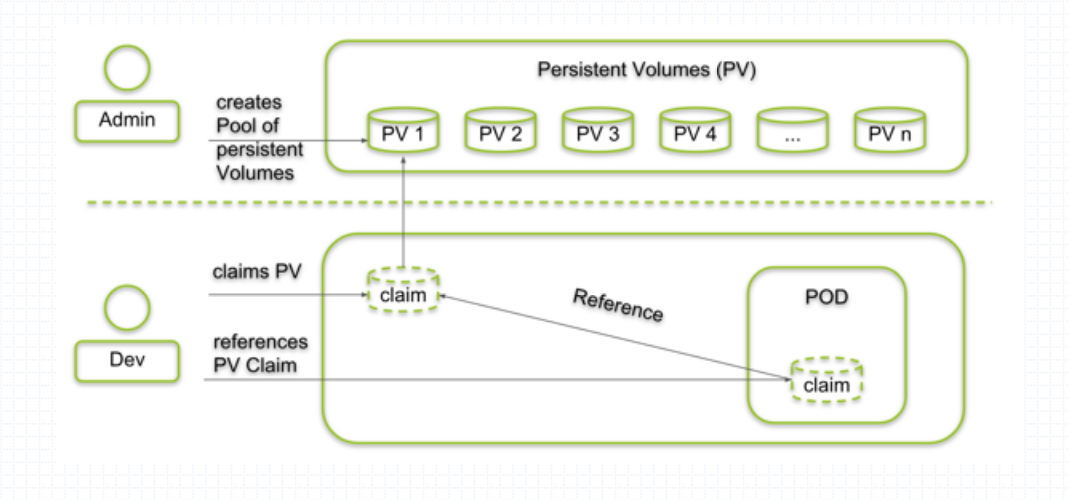 Persistent Volumes (PV)
Admin
creates
Pool of
persistent
Volumes
PV 1
PV 2
PV 3
PV 4
...
PV n
claims PV
claim
Reference
POD
Dev
references
PV Claim
claim